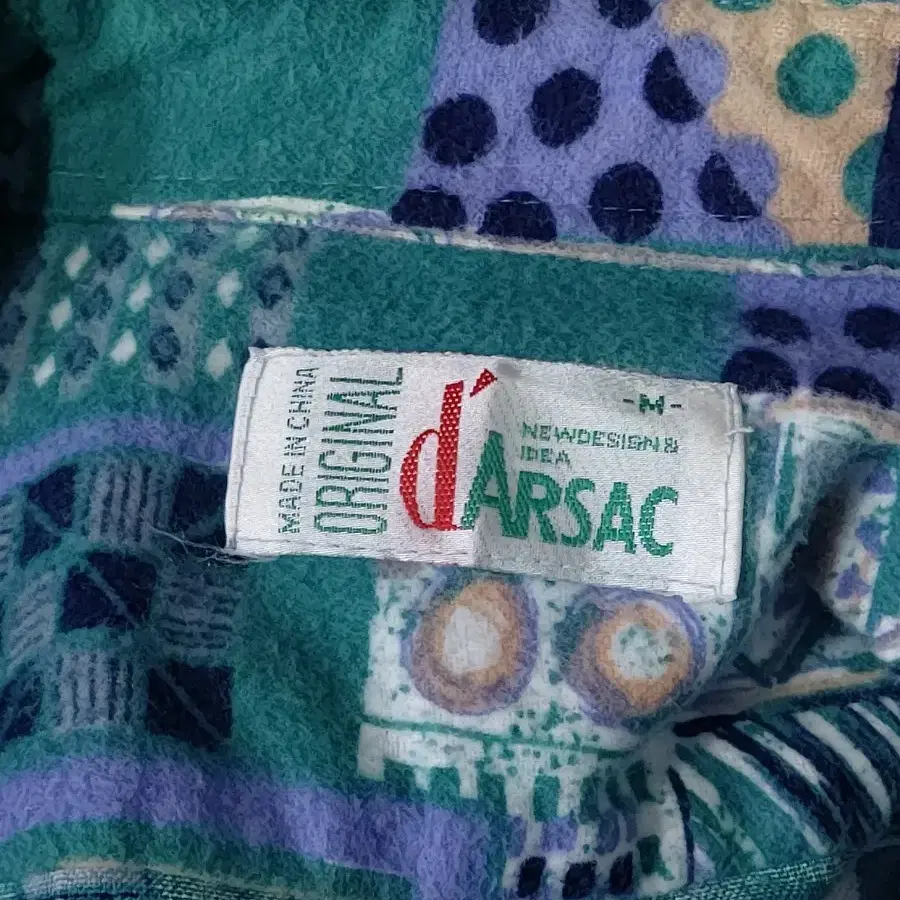 MADE IN CHINA
ORIGINAL
d'ARSAC
-M-
NEWDESIGN &
IDEA